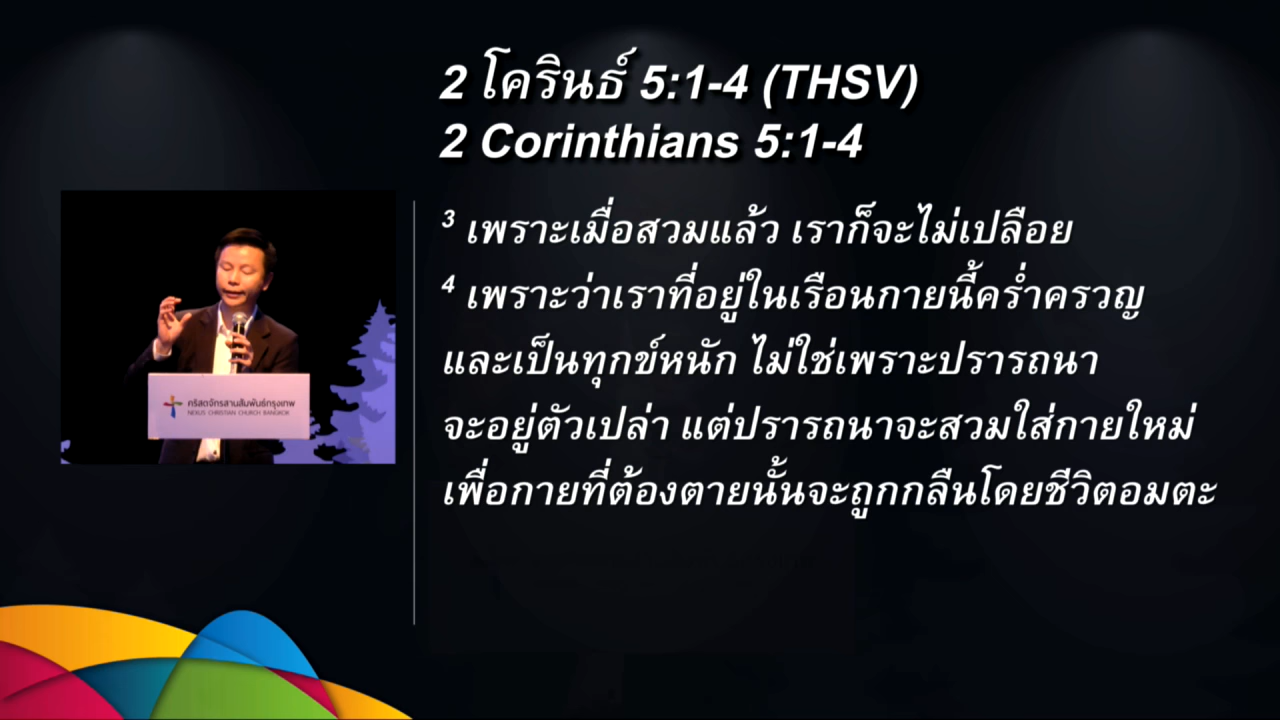 2 โครินธ์ 5:1-4 (THSV)
2 Corinthians 5:1-4
3 เพราะเมื่อสวมแล้ว เราก็จะไม่เปลือย
4 เพราะว่าเราที่อยู่ในเรือนกายนี้คร่ำครวญ
และเป็นทุกข์หนัก ไม่ใช่เพราะปรารถนา
จะอยู่ตัวเปล่า แต่ปรารถนาจะสวมใส่กายใหม่
เพื่อกายที่ต้องตายนั้นจะถูกกลืนโดยชีวิตอมตะ
คริสตจักรสานสัมพันธ์กรุงเทพ
NEXUS CHRISTIAN CHURCH BANGKOK